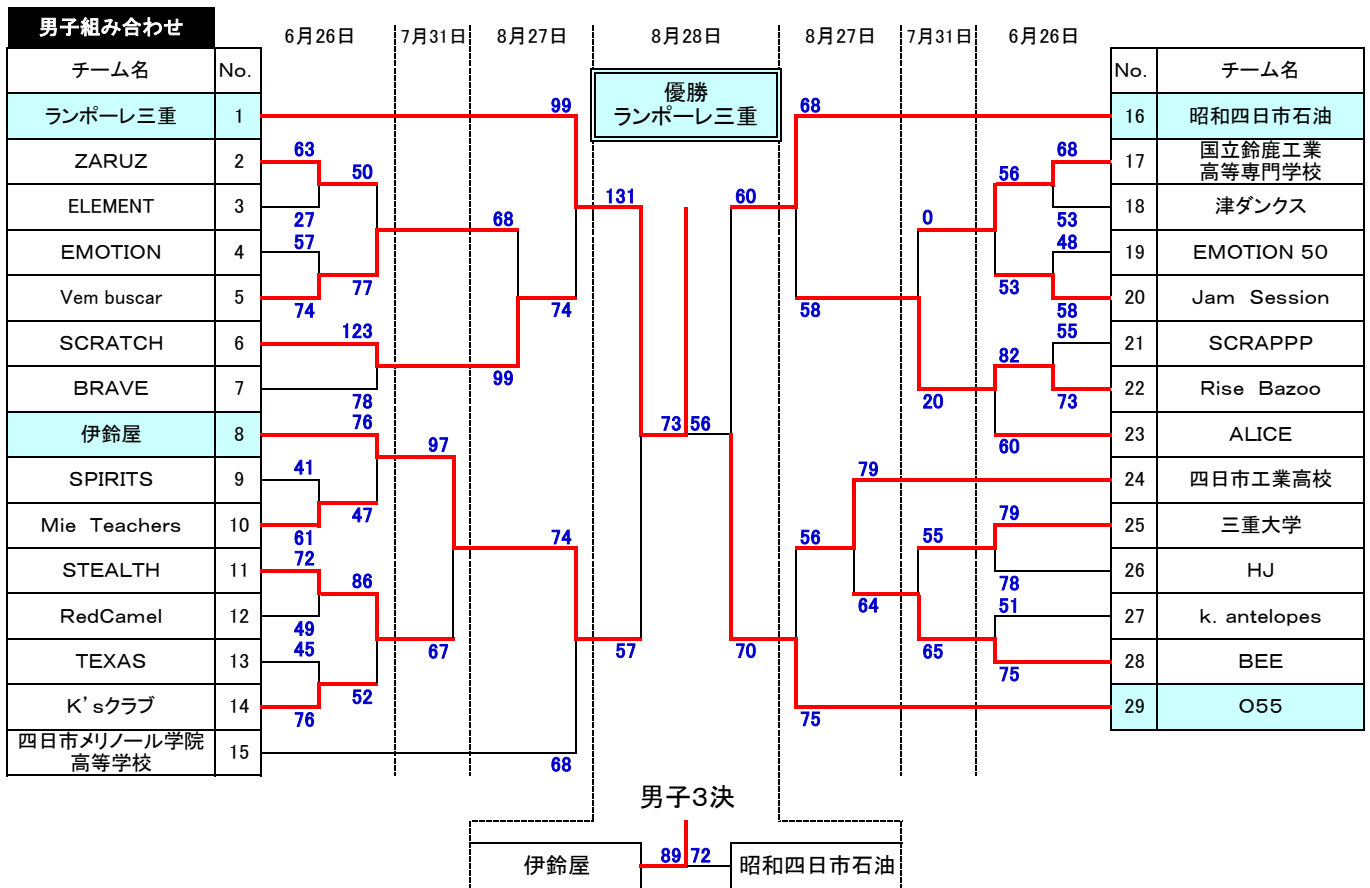 男子組み合わせ
6月26日
7月31日
8月27日
8月28日
8月27日
7月31日
6月26日
チーム名 No.
No. チーム名
優勝
ランポーレ三重
ランポーレ三重 1
ZARUZ 2
ELEMENT 3
EMOTION 4
Vem buscar 5
SCRATCH 6
BRAVE 7
伊鈴屋 8
SPIRITS 9
Mie Teachers 10
STEALTH 11
RedCamel 12
TEXAS 13
K'sクラブ 14
四日市メリノール学院
高等学校
15
99
63
50
27
57
68
77
74
74
123
99
78
76
97
41
47
61
72
86
74
49
45
67
52
76
68
131
57
73
56
60
70
68
58
56
75
79
64
0
20
55
65
56
53
82
60
68
53
48
58
55
73
79
78
51
75
16 昭和四日市石油
17
国立鈴鹿工業
高等専門学校
18 津ダンクス
19 EMOTION 50
20 Jam Session
21 SCRAPPP
22 Rise Bazoo
23 ALICE
24 四日市工業高校
25 三重大学
26 HJ
27 k. antelopes
28 BEE
29 O55
男子3決
伊鈴屋 89 72 昭和四日市石油